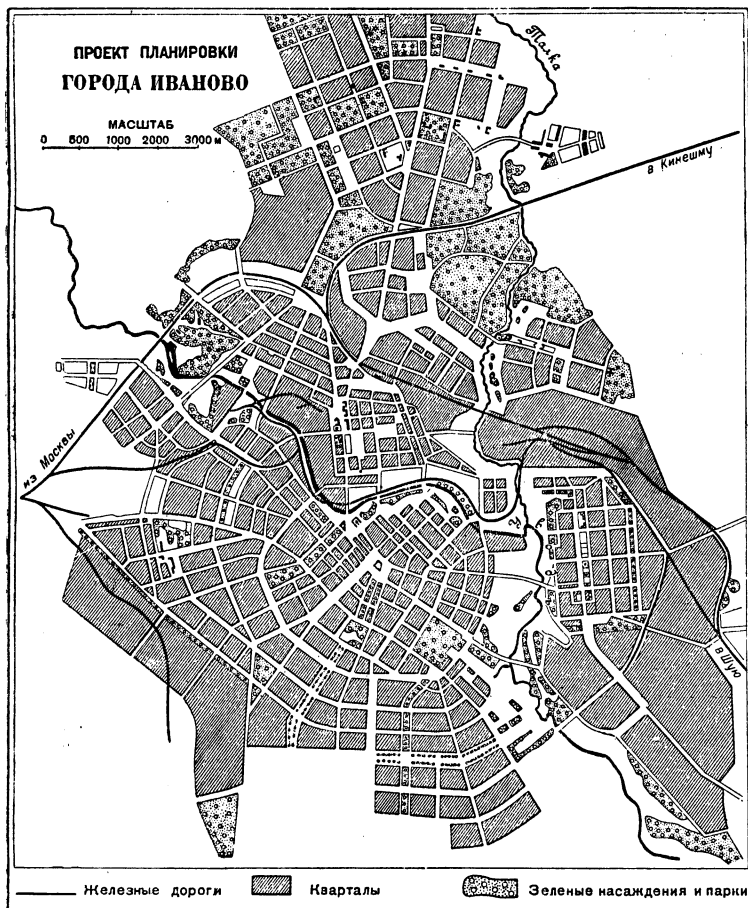 ПРОЕКТ ПЛАНИРОВКИ
ГОРОДА ИВАНОВО
МАСШТАБ
0 500 1000 2000 3000 м
Талка
в Кинешму
из Москвы
в Шую
Железные дороги
Кварталы
Зеленые насаждения и парки